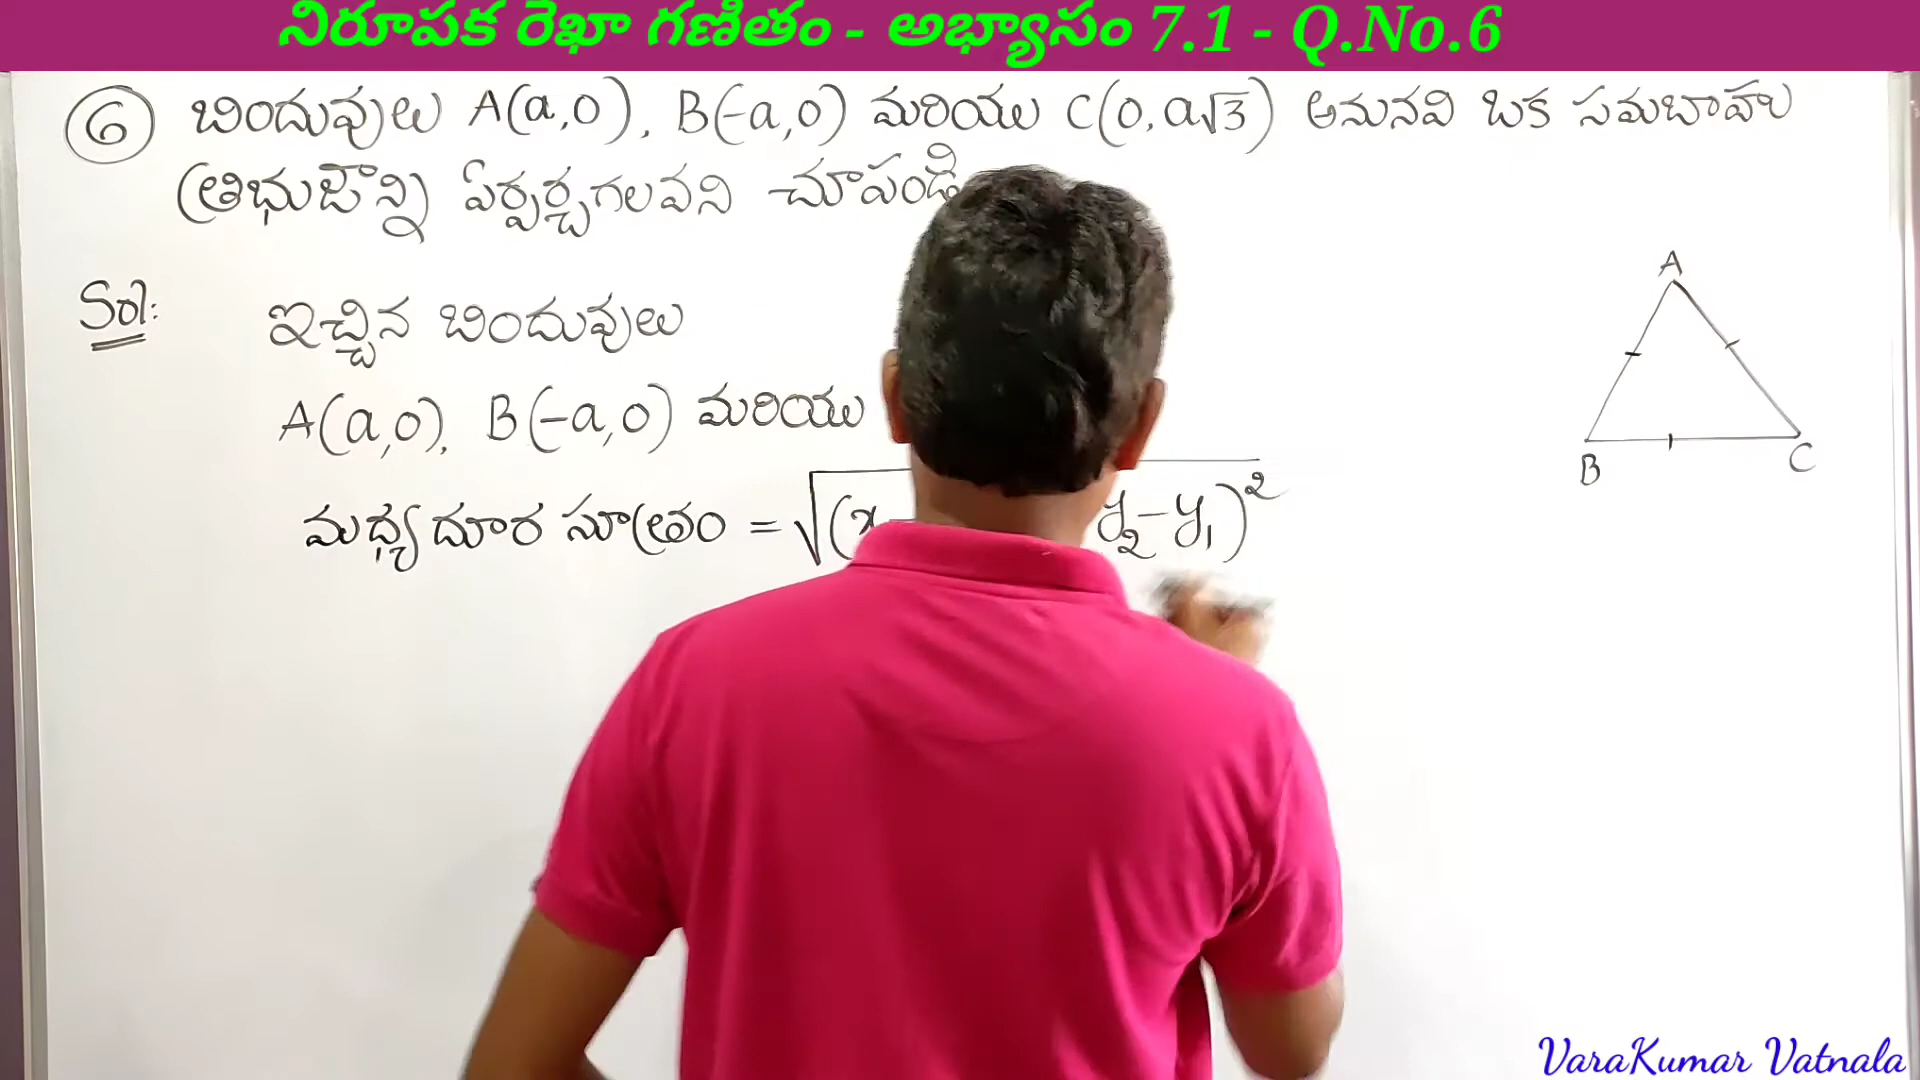 నిరూపక రేఖా గణితం - అభ్యాసం 7.1 - Q.No.6
6 బిందువులు A(a,0), B(-a,0) మరియు C(0,a√3) అనునవి ఒక సమబాహు
త్రిభుజాన్ని ఏర్పర్చగలవని చూపండి
Sol: ఇచ్చిన బిందువులు
A(a,0), B(-a,0) మరియు
మధ్యదూర సూత్రం = √(x y₂-y₁)²
A
B C
VaraKumar Vatnala